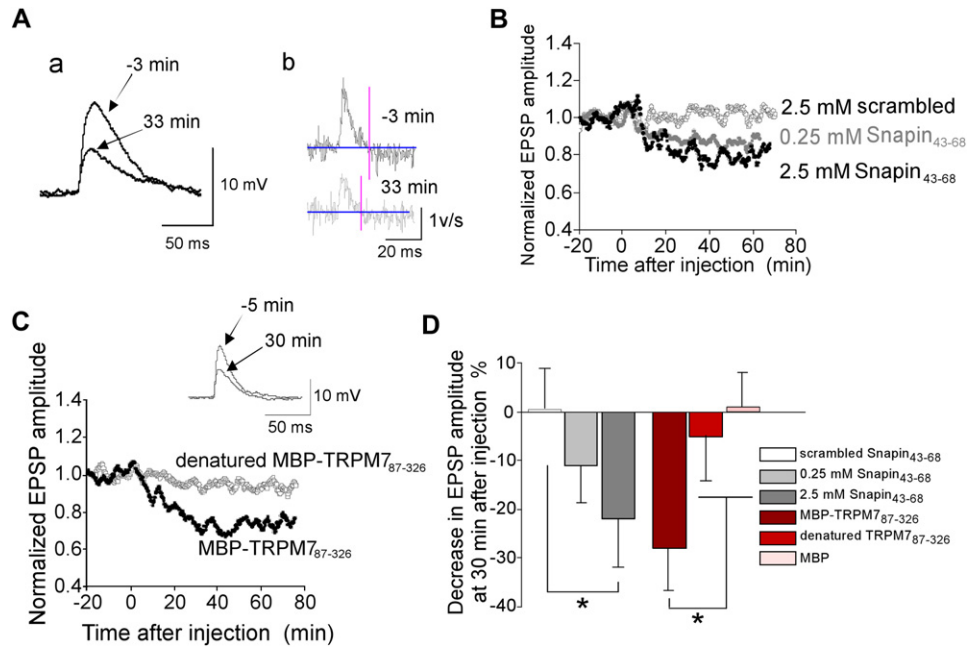 A
a
-3 min
33 min
10 mV
50 ms
b
-3 min
33 min
1v/s
20 ms
B
Normalized EPSP amplitude
1.4
1.2
1.0
0.8
0.6
0.4
-20 0 20 40 60 80
Time after injection (min)
2.5 mM scrambled
0.25 mM Snapin43-68
2.5 mM Snapin43-68
C
-5 min
30 min
10 mV
50 ms
Normalized EPSP amplitude
1.4
1.2
1.0
0.8
0.6
0.4
denatured MBP-TRPM787-326
MBP-TRPM787-326
-20 0 20 40 60 80
Time after injection (min)
D
Decrease in EPSP amplitude
at 30 min after injection %
10
0
-10
-20
-30
-40
*
*
scrambled Snapin43-68
0.25 mM Snapin43-68
2.5 mM Snapin43-68
MBP-TRPM787-326
denatured TRPM787-326
MBP